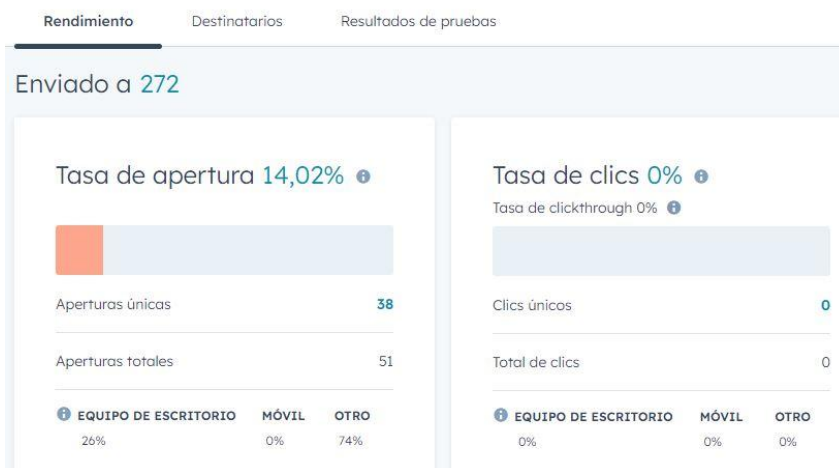 Rendimiento Destinatarios Resultados de pruebas
Enviado a 272
Tasa de apertura 14,02%
Aperturas únicas 38
Aperturas totales 51
EQUIPO DE ESCRITORIO MÓVIL OTRO
26% 0% 74%
Tasa de clics 0%
Tasa de clickthrough 0%
Clics únicos 0
Total de clics 0
EQUIPO DE ESCRITORIO MÓVIL OTRO
0% 0% 0%